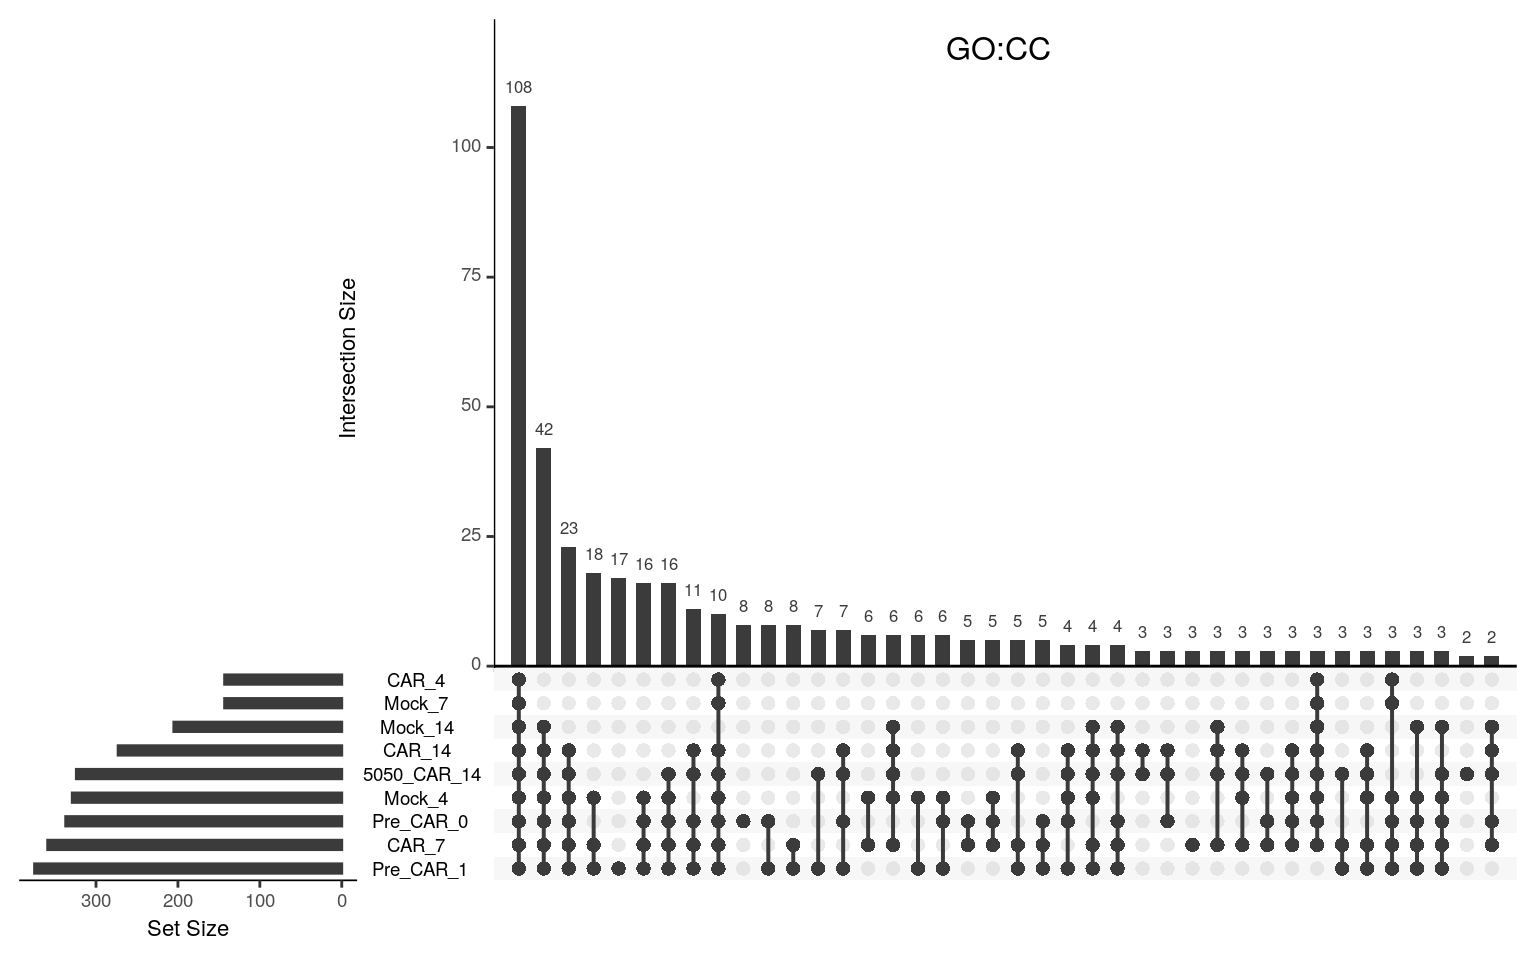 GO:CC
108
100
75
Intersection Size
50
42
25
23
18 17 16 16 11 10 8 8 8 7 7 6 6 6 6 5 5 5 5 4 4 4 3 3 3 3 3 3 3 3 3 3 3 3 3 2 2
0
CAR_4
Mock_7
Mock_14
CAR_14
5050_CAR_14
Mock_4
Pre_CAR_0
CAR_7
Pre_CAR_1
300 200 100 0
Set Size